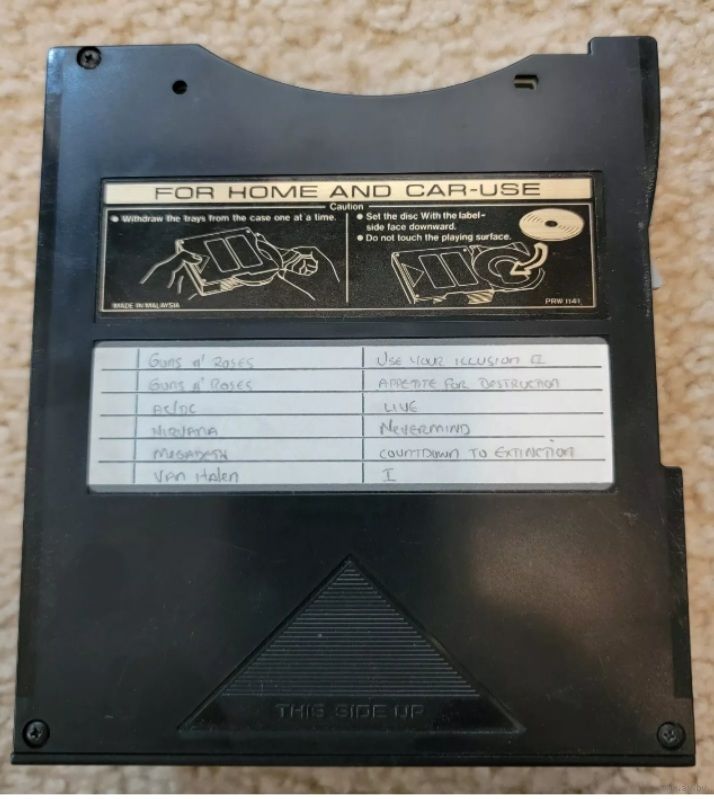 FOR HOME AND CAR-USE
Caution
● Withdraw the trays from the case one at a time.
● Set the disc With the label-
side face downward.
● Do not touch the playing surface.
MADE IN MALAYSIA
PRW 1141
GUNS N' ROSES USE YOUR ILLUSION II
GUNS N' ROSES APPETITE FOR DESTRUCTION
AC/DC LIVE
NIRVANA NEVERMIND
MEGADETH COUNTDOWN TO EXTINCTION
VAN HALEN I
THIS SIDE UP